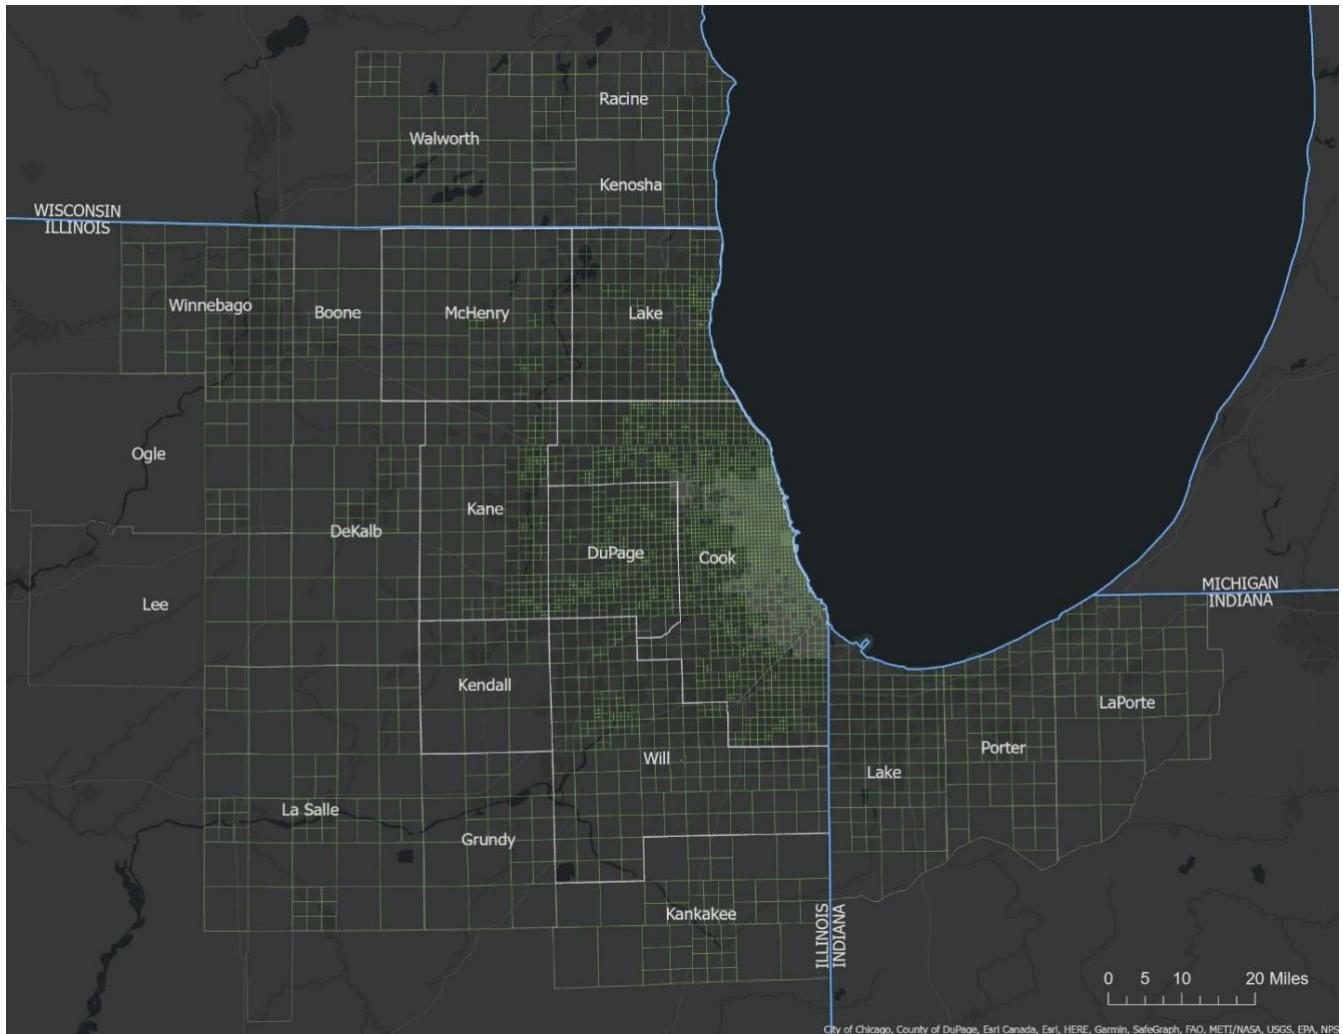 Racine
Walworth
Kenosha
WISCONSIN
ILLINOIS
Winnebago
Boone
McHenry
Lake
Ogle
Kane
DeKalb
DuPage
Cook
MICHIGAN
INDIANA
Lee
Kendall
LaPorte
Porter
Will
Lake
La Salle
Grundy
Kankakee
ILLINOIS
INDIANA
0 5 10 20 Miles
City of Chicago, County of DuPage, Esri Canada, Esri, HERE, Garmin, SafeGraph, FAO, METI/NASA, USGS, EPA, NPS